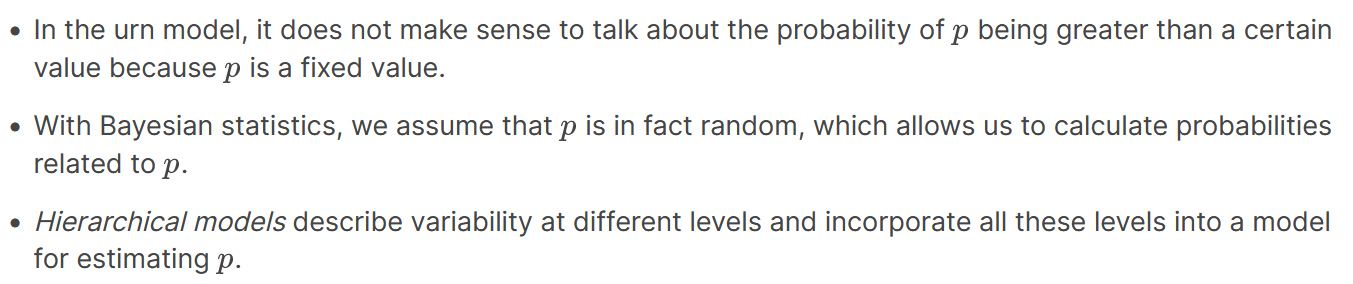 • In the urn model, it does not make sense to talk about the probability of p being greater than a certain
value because p is a fixed value.
• With Bayesian statistics, we assume that p is in fact random, which allows us to calculate probabilities
related to p.
• Hierarchical models describe variability at different levels and incorporate all these levels into a model
for estimating p.